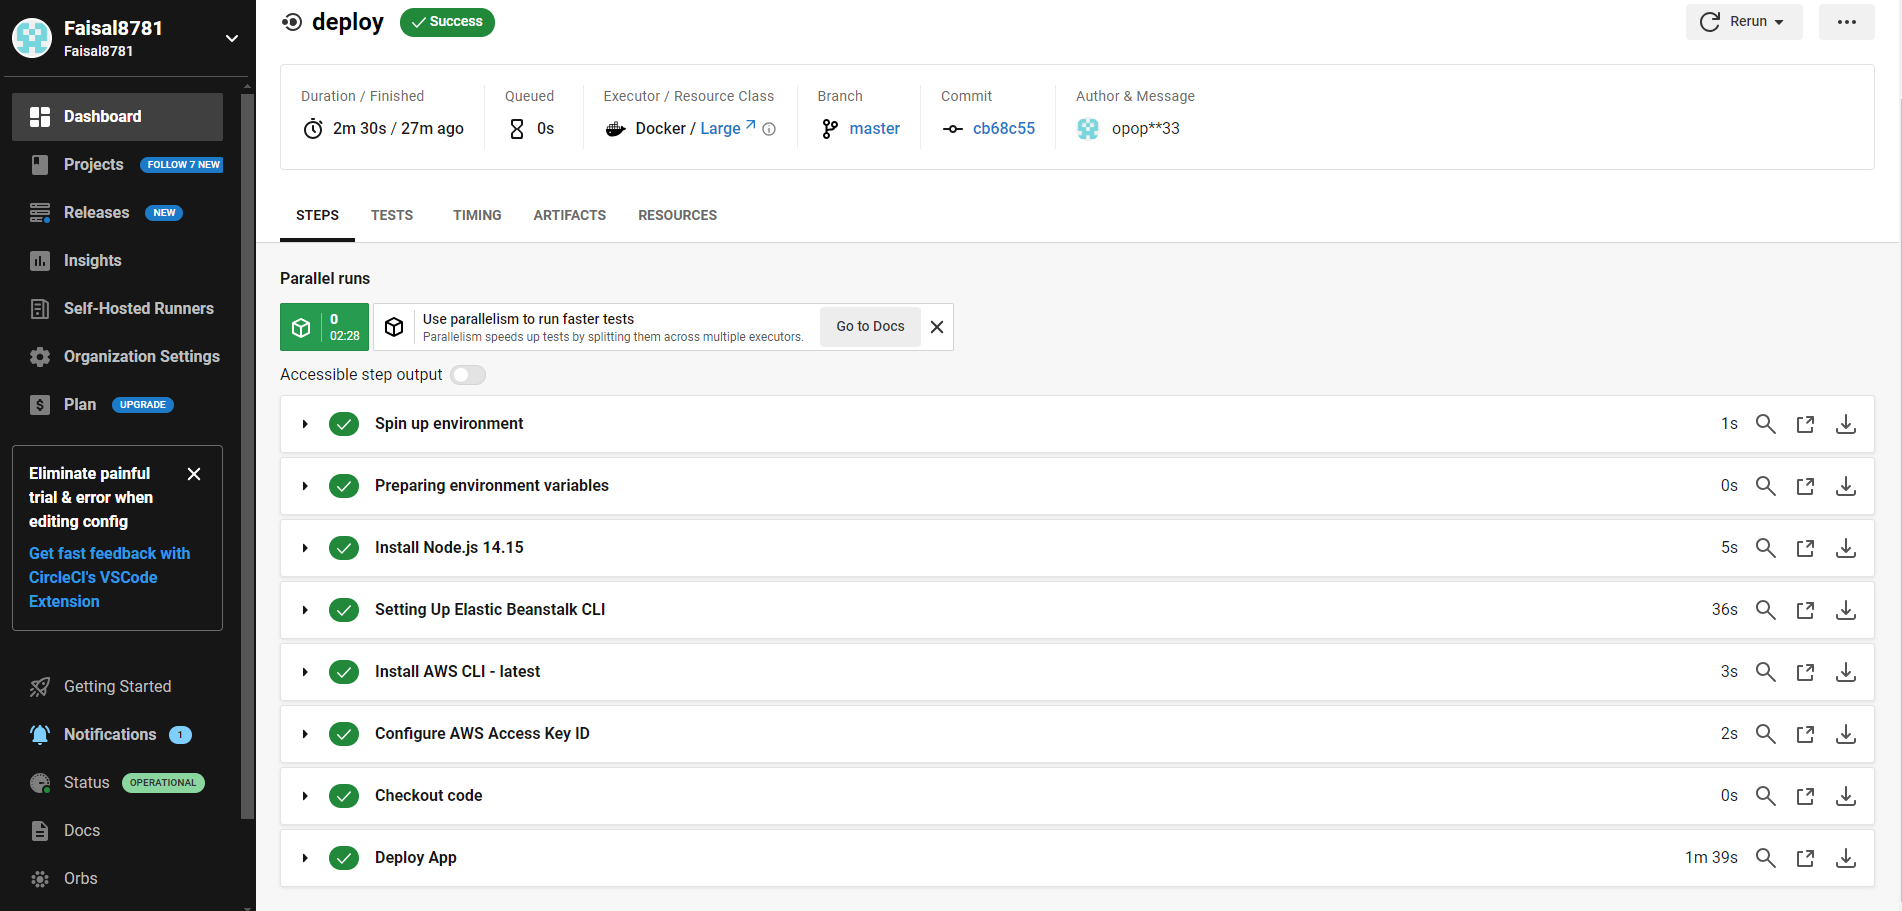 Faisal8781
Faisal8781
Dashboard
Projects FOLLOW 7 NEW
Releases NEW
Insights
Self-Hosted Runners
Organization Settings
Plan UPGRADE
Eliminate painful
trial & error when
editing config
Get fast feedback with
CircleCI's VSCode
Extension
Getting Started
Notifications 1
Status OPERATIONAL
Docs
Orbs
deploy Success
Rerun
Duration / Finished
2m 30s / 27m ago
Queued
0s
Executor / Resource Class
Docker / Large
Branch
master
Commit
cb68c55
Author & Message
opop**33
STEPS TESTS TIMING ARTIFACTS RESOURCES
Parallel runs
0
02:28
Use parallelism to run faster tests
Parallelism speeds up tests by splitting them across multiple executors.
Go to Docs
Accessible step output
Spin up environment 1s
Preparing environment variables 0s
Install Node.js 14.15 5s
Setting Up Elastic Beanstalk CLI 36s
Install AWS CLI - latest 3s
Configure AWS Access Key ID 2s
Checkout code 0s
Deploy App 1m 39s